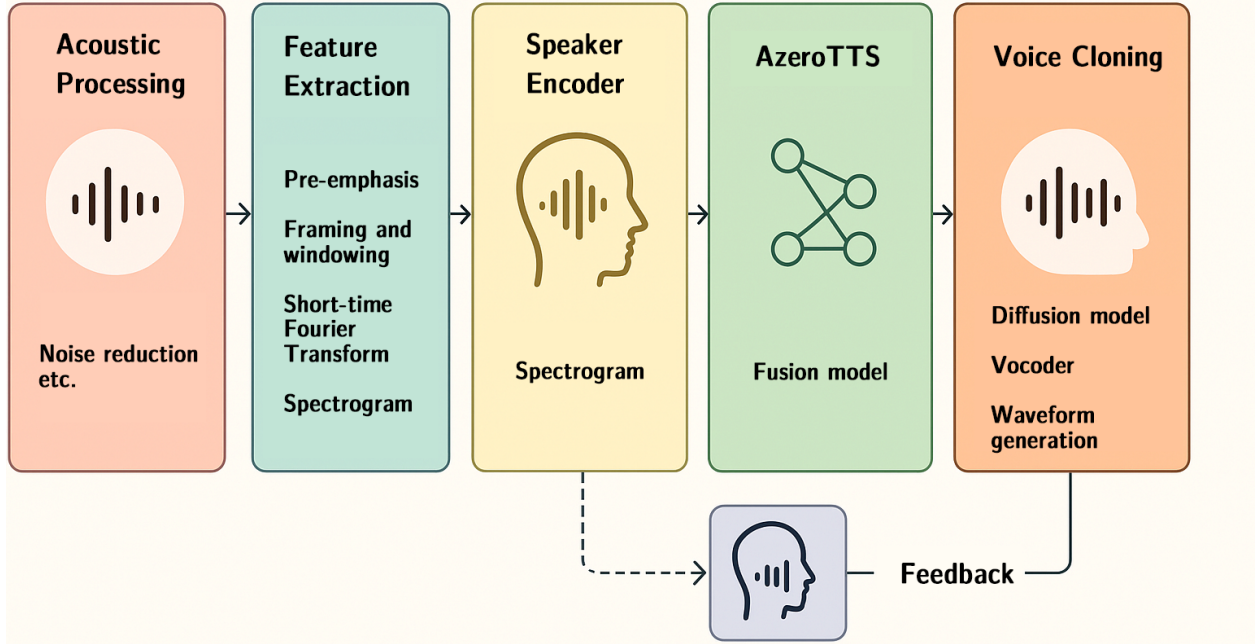 Acoustic
Processing
Noise reduction
etc.
Feature
Extraction
Pre-emphasis
Framing and
windowing
Short-time
Fourier
Transform
Spectrogram
Speaker
Encoder
Spectrogram
AzeroTTS
Fusion model
Voice Cloning
Diffusion model
Vocoder
Waveform
generation
Feedback